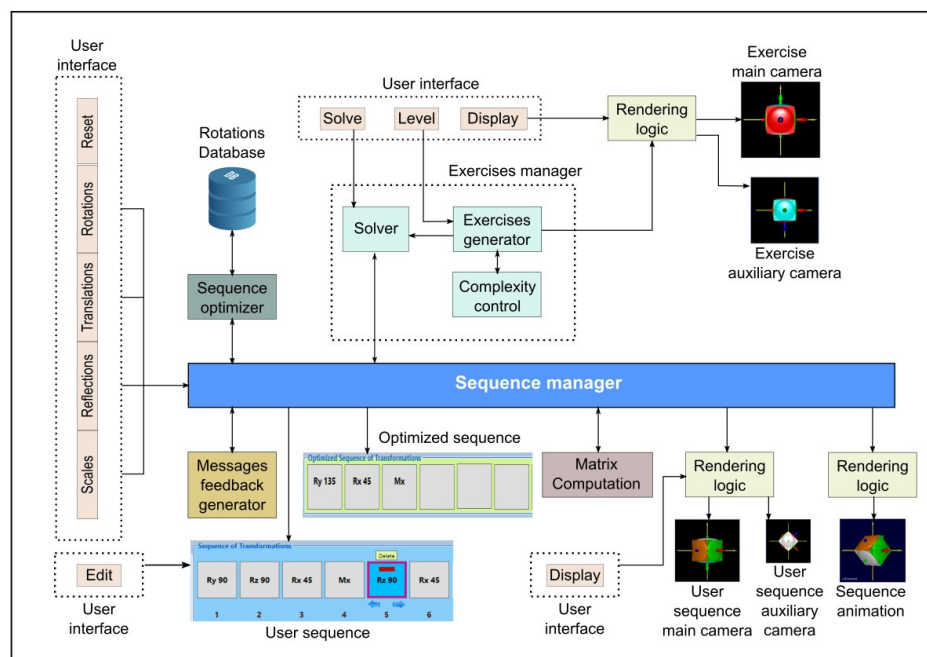 User
interface
Reset
Rotations
Translations
Reflections
Scales
Rotations
Database
DB
Sequence
optimizer
User interface
Solve
Level
Display
Exercises manager
Solver
Exercises
generator
Complexity
control
Rendering
logic
Exercise
main camera
Exercise
auxiliary camera
Sequence manager
Messages
feedback
generator
Optimized sequence
Optimized Sequence of Transformations
Ry 135
Rx 45
Mx
Matrix
Computation
Rendering
logic
Rendering
logic
Edit
User
interface
Sequence of Transformations
Delete
Ry 90
Rz 90
Rx 45
Mx
Rz 90
Rx 45
1
2
3
4
5
6
User sequence
Display
User
interface
User
sequence
main camera
User
sequence
auxiliary
camera
Sequence
animation